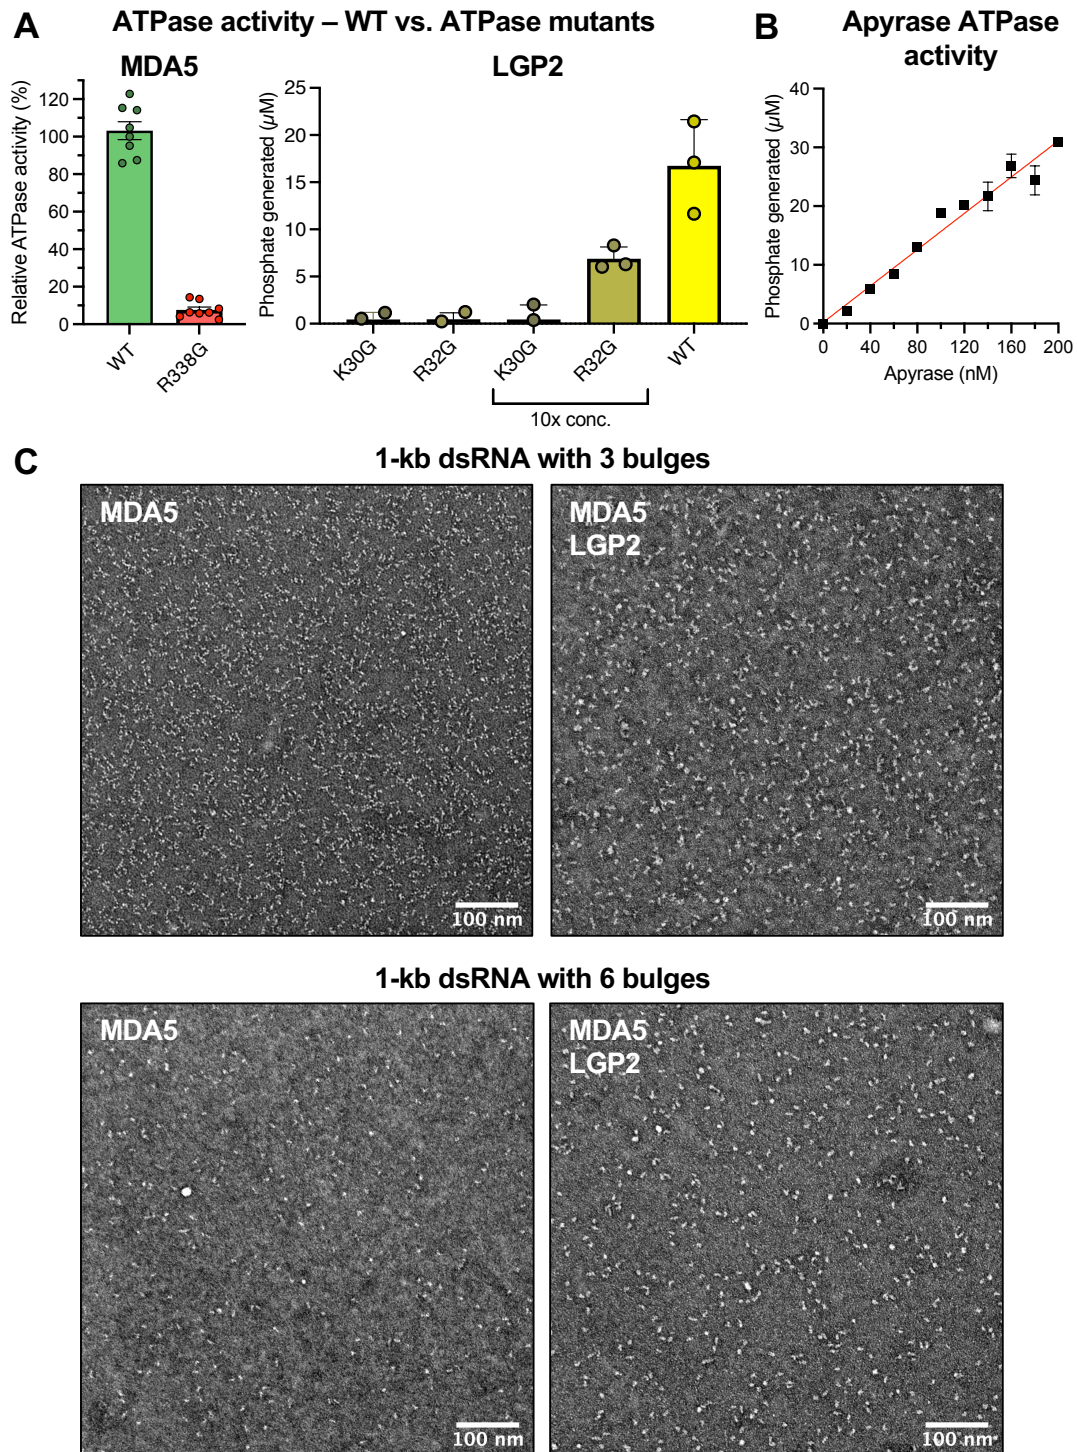 A
ATPase activity – WT vs. ATPase mutants
MDA5
Relative ATPase activity (%)
120
100
80
60
40
20
0
WT
R338G
LGP2
Phosphate generated (µM)
25
20
15
10
5
0
K30G
R32G
K30G
R32G
WT
10x conc.
B
Apyrase ATPase
activity
Phosphate generated (µM)
40
30
20
10
0
0 40 80 120 160 200
Apyrase (nM)
C
1-kb dsRNA with 3 bulges
MDA5
100 nm
MDA5
LGP2
100 nm
1-kb dsRNA with 6 bulges
MDA5
100 nm
MDA5
LGP2
100 nm